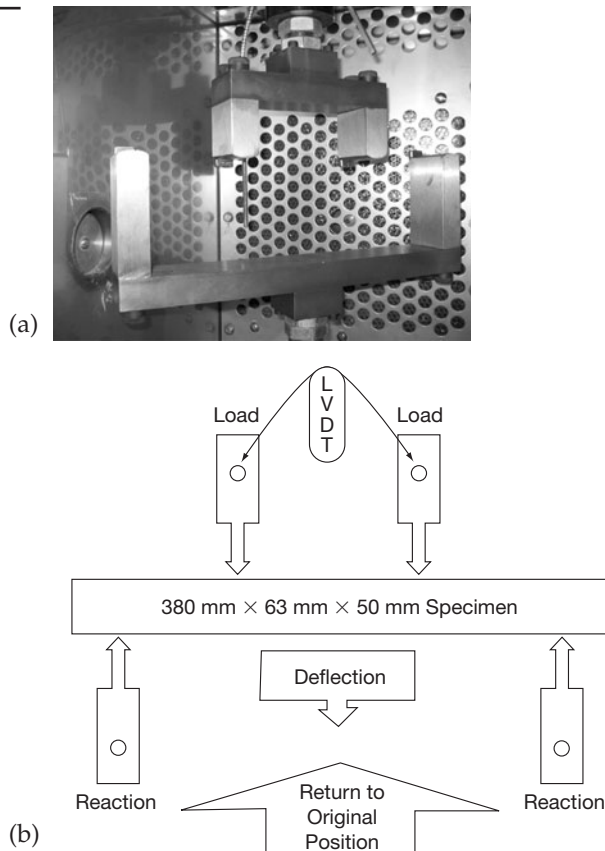 (a)
L
V
D
T
Load Load
380 mm × 63 mm × 50 mm Specimen
Deflection
Reaction Reaction
Return to
Original
Position
(b)